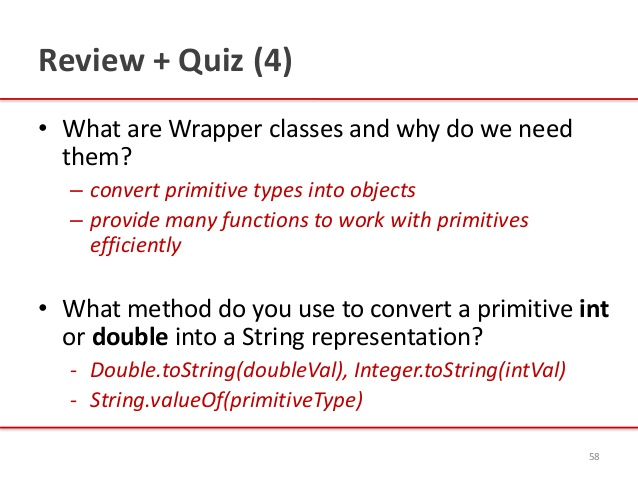 Review + Quiz (4)
• What are Wrapper classes and why do we need
them?
– convert primitive types into objects
– provide many functions to work with primitives
efficiently
• What method do you use to convert a primitive int
or double into a String representation?
- Double.toString(doubleVal), Integer.toString(intVal)
- String.valueOf(primitiveType)
58